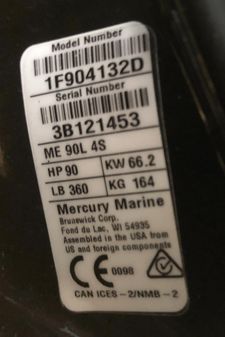 Model Number
1F904132D
Serial Number
3B121453
ME 90L 4S
HP 90 KW 66.2
LB 360 KG 164
Mercury Marine
Brunswick Corp.
Fond du Lac, WI 54935
Assembled in the USA from
US and foreign components
CE 0098
CAN ICES-2/NMB-2